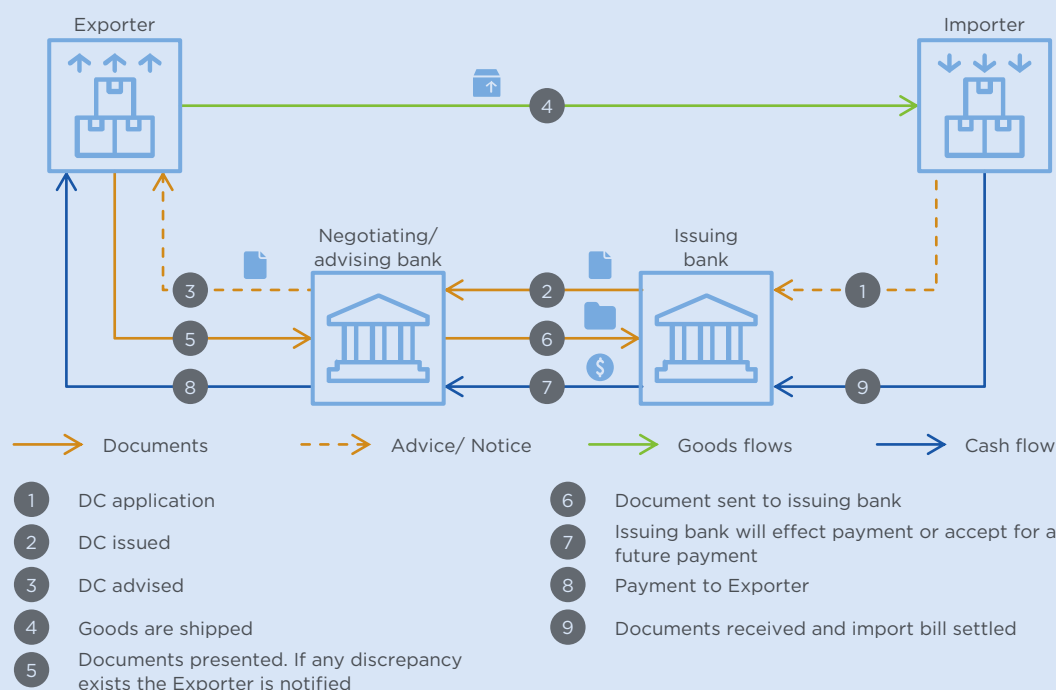 Exporter
Importer
4
Negotiating/
advising bank
Issuing
bank
3
2
1
5
6
$
8
7
9
Documents
Advice/ Notice
Goods flows
Cash flow
1 DC application
2 DC issued
3 DC advised
4 Goods are shipped
5 Documents presented. If any discrepancy
exists the Exporter is notified
6 Document sent to issuing bank
7 Issuing bank will effect payment or accept for a
future payment
8 Payment to Exporter
9 Documents received and import bill settled